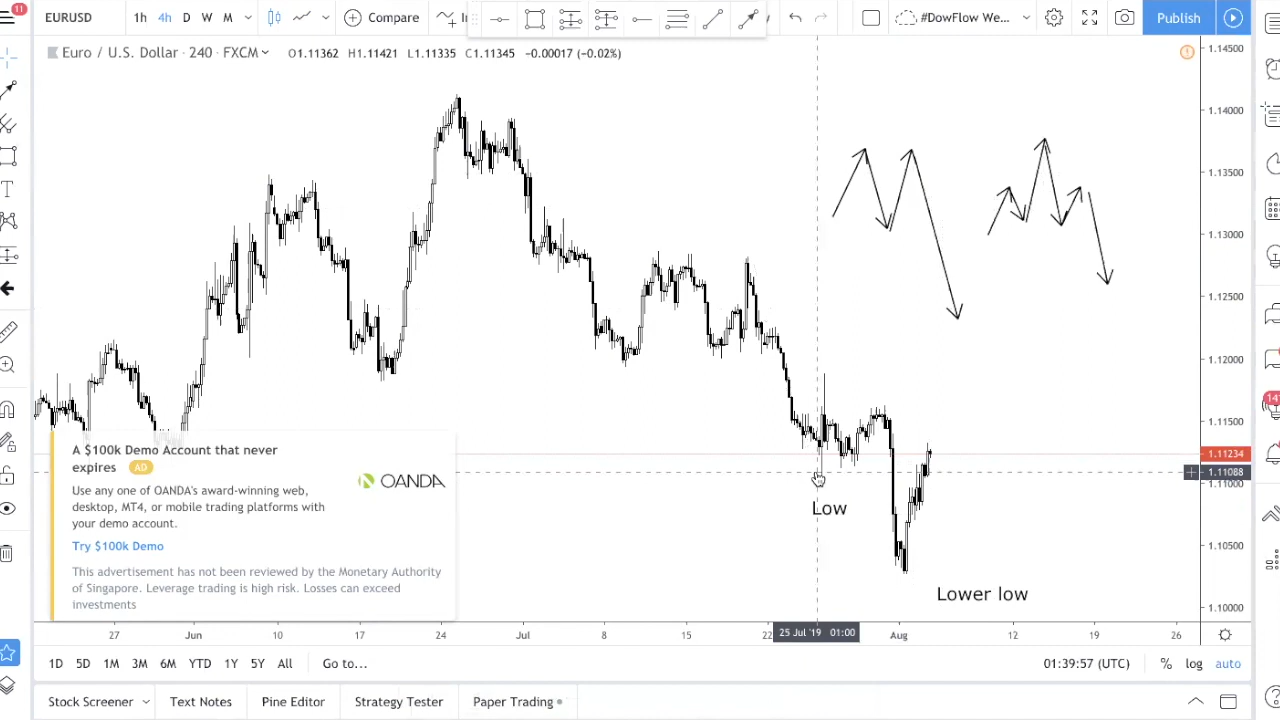 11
EURUSD
1h 4h D W M
Compare
#DowFlow We...
Publish
Euro / U.S. Dollar · 240 · FXCM
O1.11362 H1.11421 L1.11335 C1.11345 -0.00017 (-0.02%)
1.14500
1.14000
1.13500
1.13000
1.12500
1.12000
1.11500
1.11234
1.11088
1.11000
1.10500
1.10000
A $100k Demo Account that never
expires AD
OANDA
Use any one of OANDA's award-winning web,
desktop, MT4, or mobile trading platforms with
your demo account.
Try $100k Demo
This advertisement has not been reviewed by the Monetary Authority
of Singapore. Leverage trading is high risk. Losses can exceed
investments
Low
Lower low
27 Jun 10 17 24 Jul 8 15 22 25 Jul '19 01:00 Aug 12 19 26
1D 5D 1M 3M 6M YTD 1Y 5Y All Go to... 01:39:57 (UTC) % log auto
Stock Screener Text Notes Pine Editor Strategy Tester Paper Trading